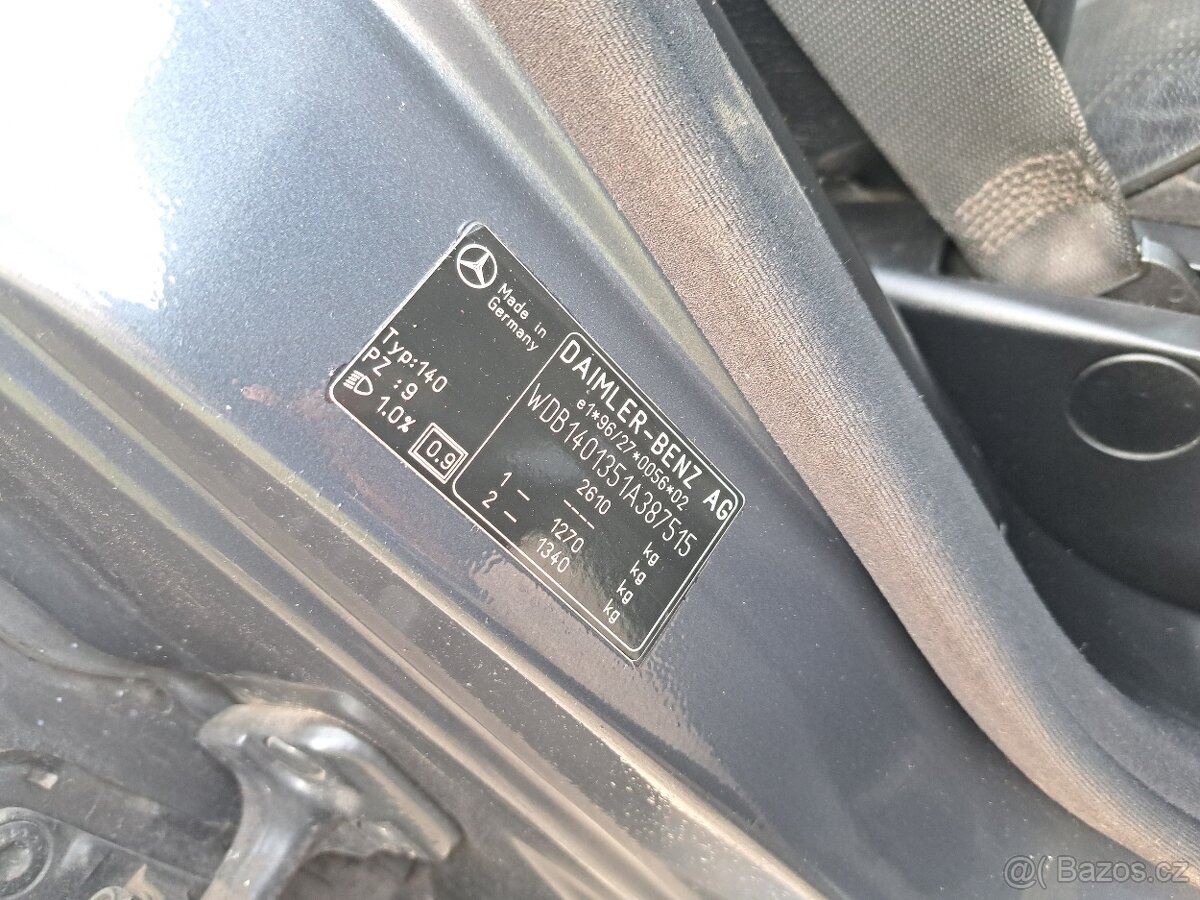 Made in
Germany
Typ:140
PZ :9
1.0%
0.9
DAIMLER-BENZ AG
e1*96/27*0056*02
WDB1401351A387515
2610 kg
---- kg
1 – 1270 kg
2 – 1340 kg
@( Bazos.cz